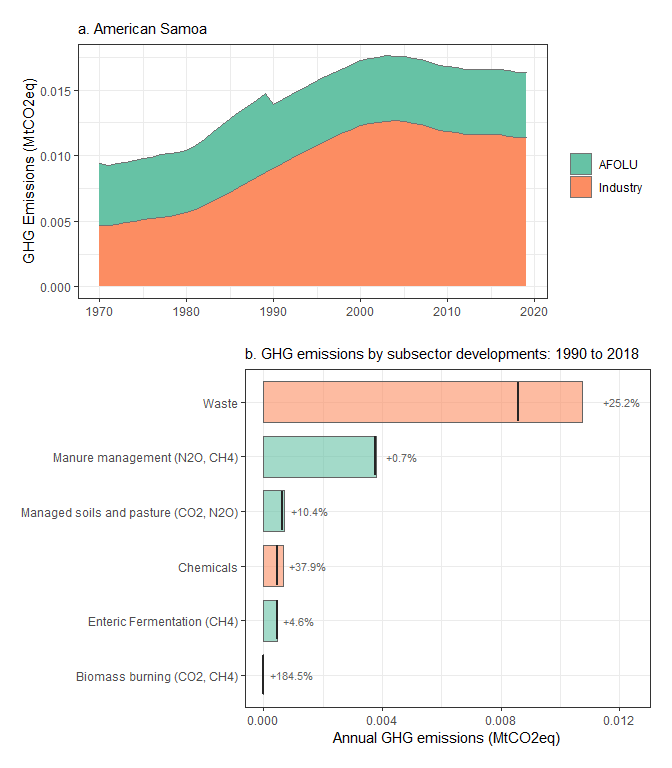 a. American Samoa
GHG Emissions (MtCO2eq)
0.015
0.010
0.005
0.000
1970 1980 1990 2000 2010 2020
AFOLU
Industry
b. GHG emissions by subsector developments: 1990 to 2018
Waste +25.2%
Manure management (N2O, CH4) +0.7%
Managed soils and pasture (CO2, N2O) +10.4%
Chemicals +37.9%
Enteric Fermentation (CH4) +4.6%
Biomass burning (CO2, CH4) +184.5%
0.000 0.004 0.008 0.012
Annual GHG emissions (MtCO2eq)